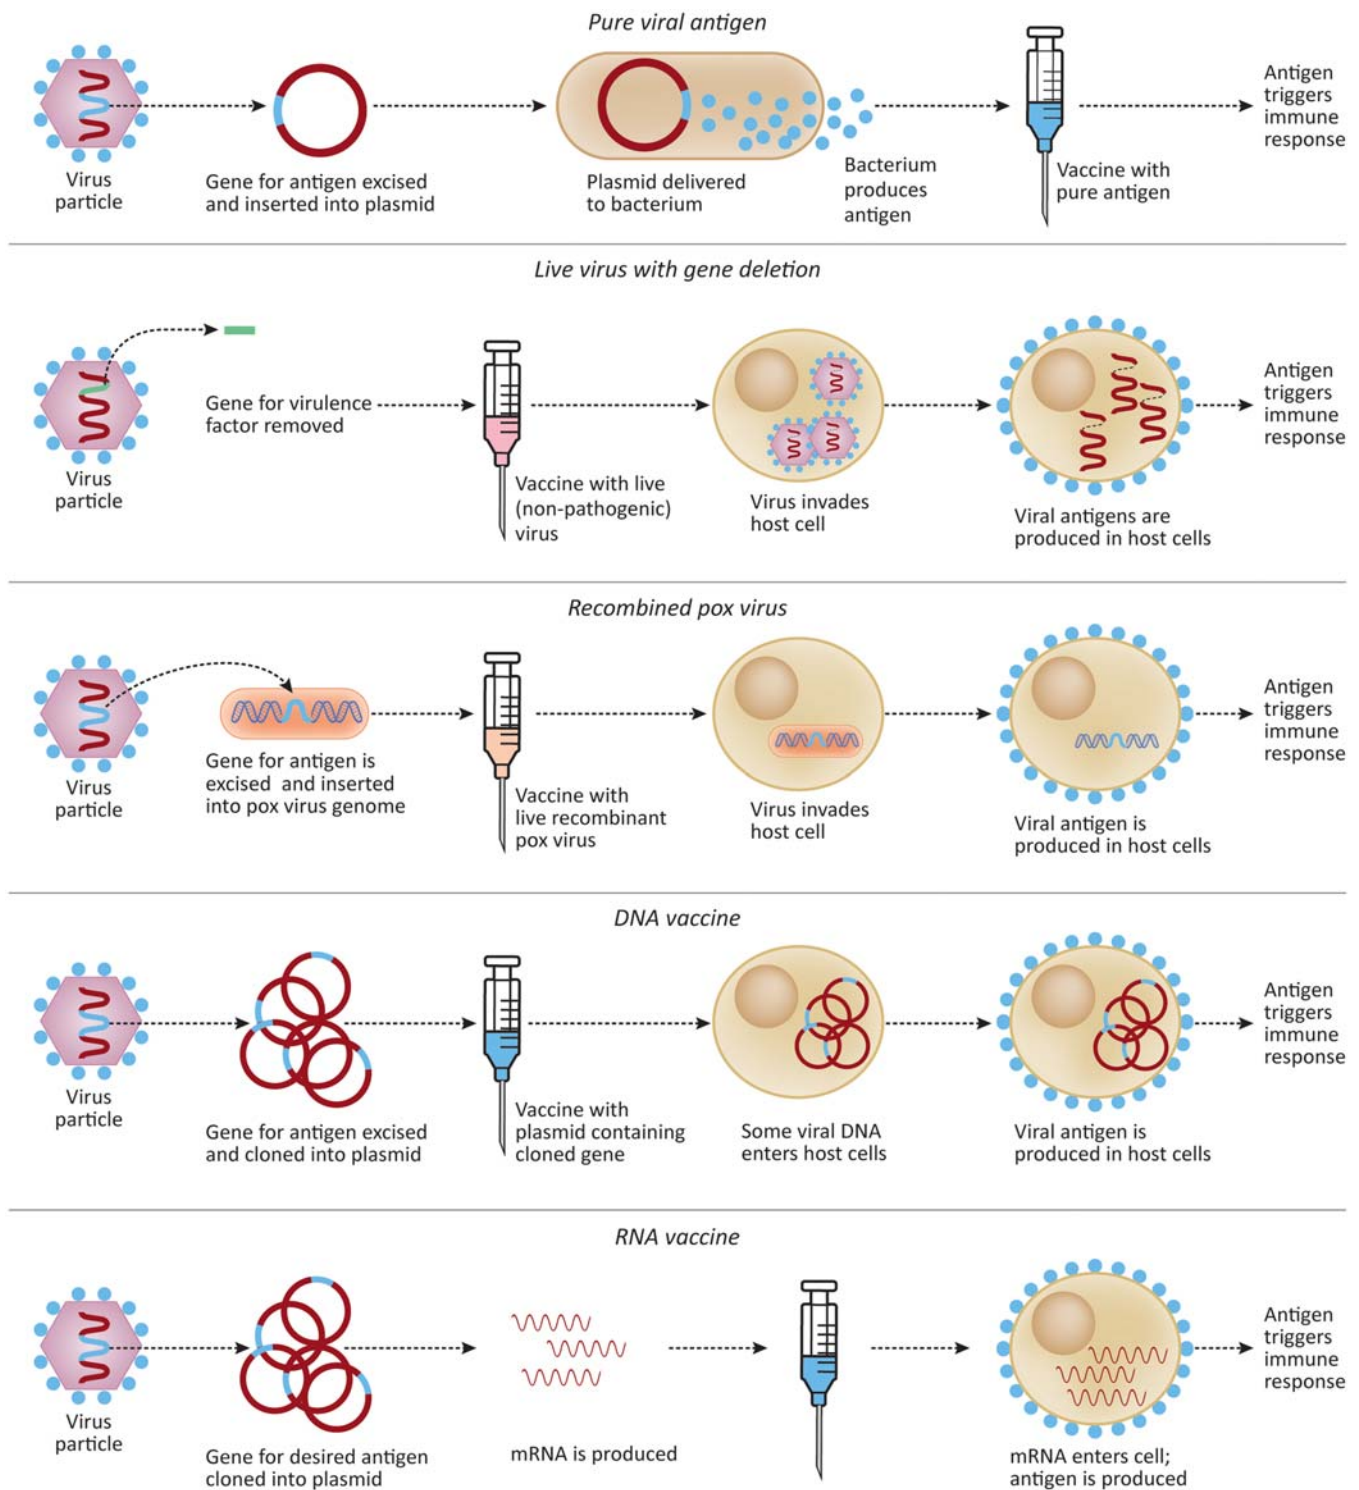 Pure viral antigen
Virus
particle
Gene for antigen excised
and inserted into plasmid
Plasmid delivered
to bacterium
Bacterium
produces
antigen
Vaccine with
pure antigen
Antigen
triggers
immune
response
Live virus with gene deletion
Virus
particle
Gene for virulence
factor removed
Vaccine with live
(non-pathogenic)
virus
Virus invades
host cell
Viral antigens are
produced in host cells
Antigen
triggers
immune
response
Recombined pox virus
Virus
particle
Gene for antigen is
excised and inserted
into pox virus genome
Vaccine with
live recombinant
pox virus
Virus invades
host cell
Viral antigen is
produced in host cells
Antigen
triggers
immune
response
DNA vaccine
Virus
particle
Gene for antigen excised
and cloned into plasmid
Vaccine with
plasmid containing
cloned gene
Some viral DNA
enters host cells
Viral antigen is
produced in host cells
Antigen
triggers
immune
response
RNA vaccine
Virus
particle
Gene for desired antigen
cloned into plasmid
mRNA is produced
mRNA enters cell;
antigen is produced
Antigen
triggers
immune
response